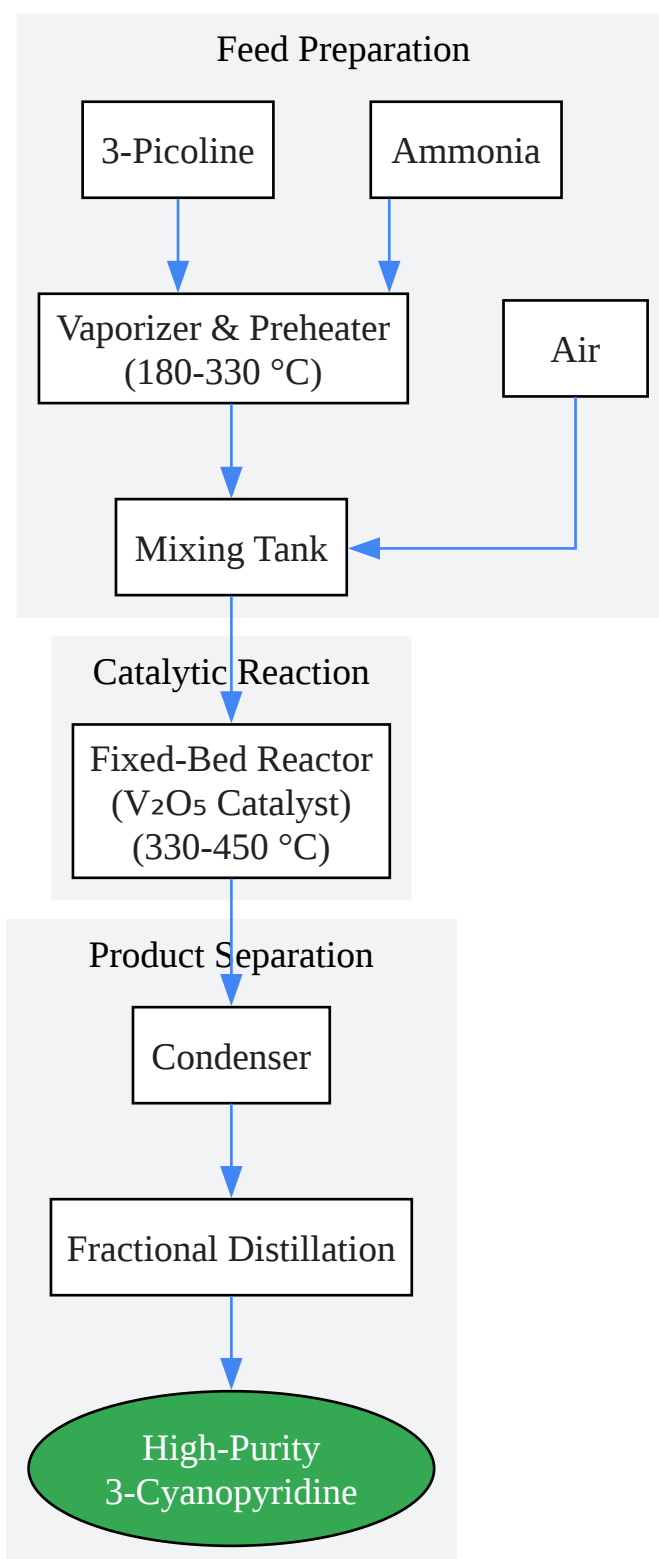 Feed Preparation
3-Picoline
Ammonia
Vaporizer & Preheater
(180-330 °C)
Air
Mixing Tank
Catalytic Reaction
Fixed-Bed Reactor
(V₂O₅ Catalyst)
(330-450 °C)
Product Separation
Condenser
Fractional Distillation
High-Purity
3-Cyanopyridine